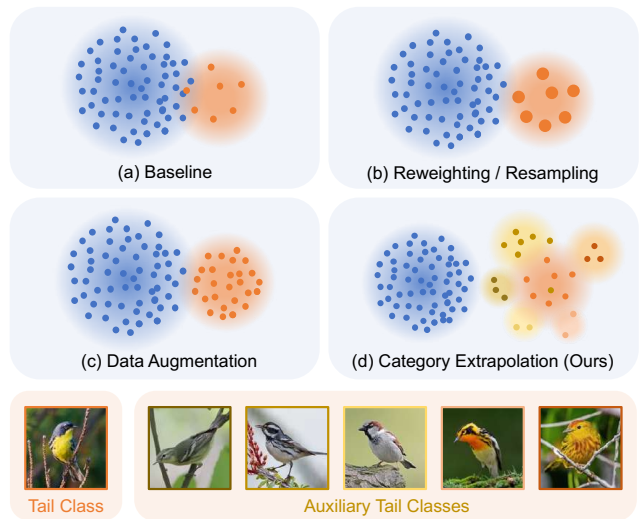 (a) Baseline
(b) Reweighting / Resampling
(c) Data Augmentation
(d) Category Extrapolation (Ours)
Tail Class
Auxiliary Tail Classes